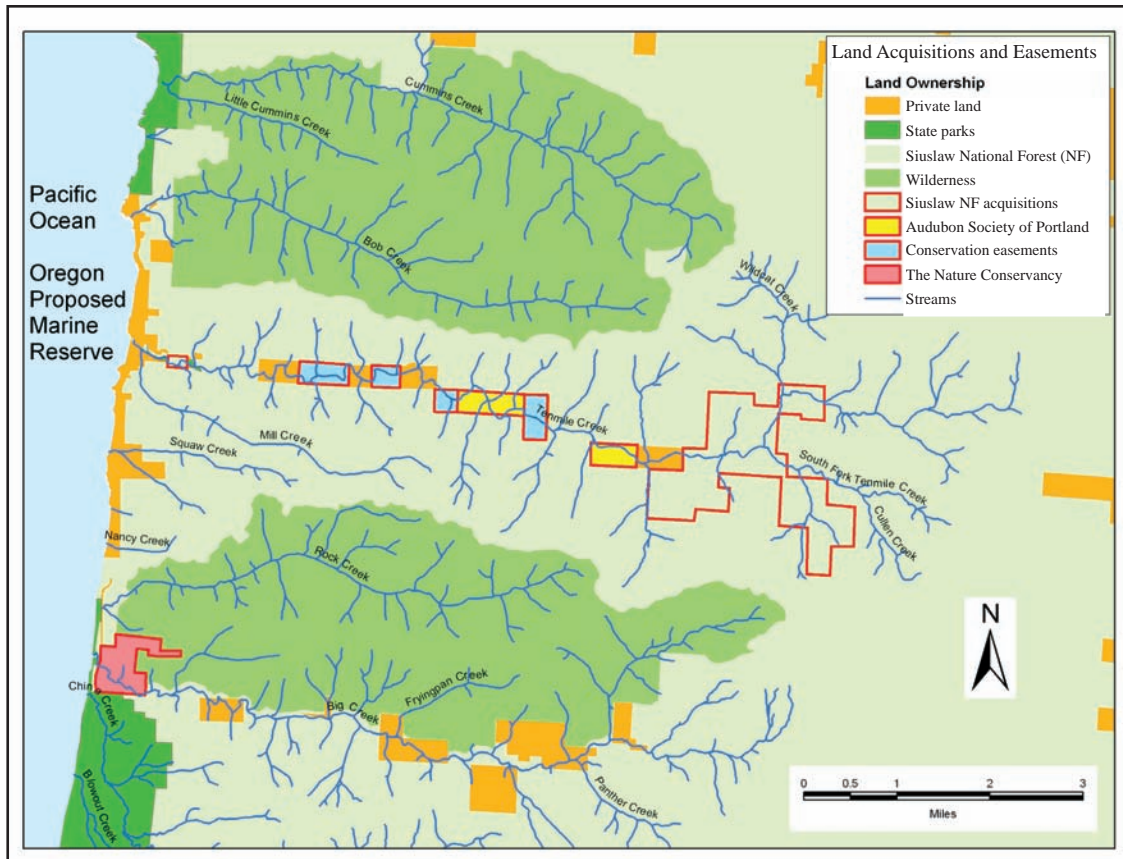 Land Acquisitions and Easements
Land Ownership
Private land
State parks
Siuslaw National Forest (NF)
Wilderness
Siuslaw NF acquisitions
Audubon Society of Portland
Conservation easements
The Nature Conservancy
Streams
Cummins Creek
Little Cummins Creek
Pacific
Ocean
Bob Creek
Oregon
Proposed
Marine
Reserve
Wildcat Creek
Tenmile Creek
Mill Creek
Squaw Creek
South Fork Tenmile Creek
Cullen Creek
Nancy Creek
Rock Creek
N
Fryingpan Creek
China Creek
Big Creek
Panther Creek
Blowout Creek
0 0.5 1 2 3
Miles